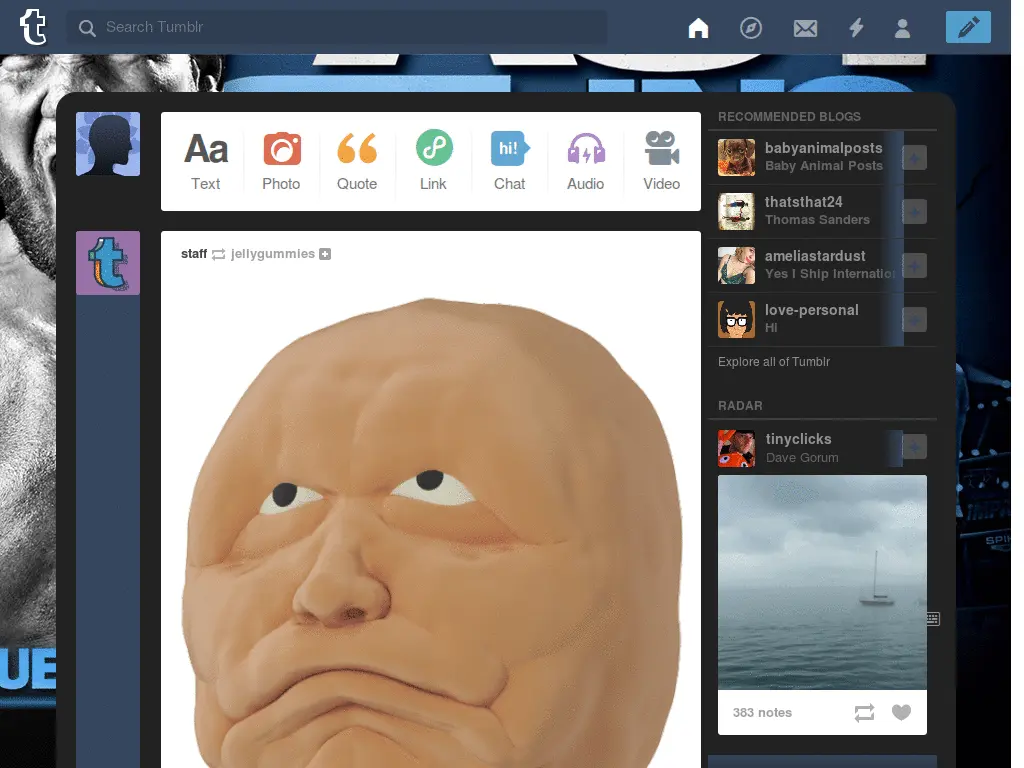 Search Tumblr
Aa
Text
Photo
Quote
Link
hi!
Chat
Audio
Video
staff jellygummies
RECOMMENDED BLOGS
babyanimalposts
Baby Animal Posts
thatsthat24
Thomas Sanders
ameliastardust
Yes I Ship Internatio
love-personal
Hi
Explore all of Tumblr
RADAR
tinyclicks
Dave Gorum
383 notes
UE